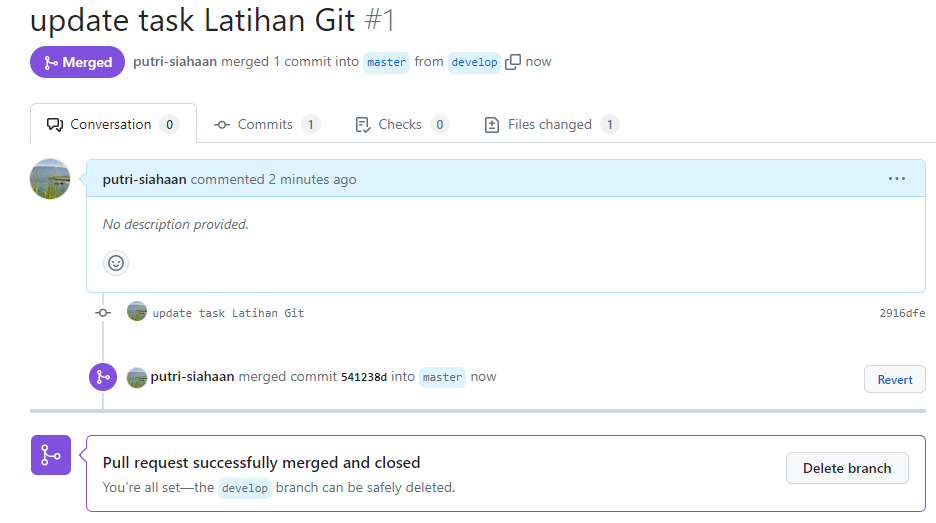 update task Latihan Git #1
Merged putri-siahaan merged 1 commit into master from develop now
Conversation 0 Commits 1 Checks 0 Files changed 1
putri-siahaan commented 2 minutes ago
No description provided.
update task Latihan Git 2916dfe
putri-siahaan merged commit 541238d into master now Revert
Pull request successfully merged and closed
Delete branch
You’re all set—the develop branch can be safely deleted.